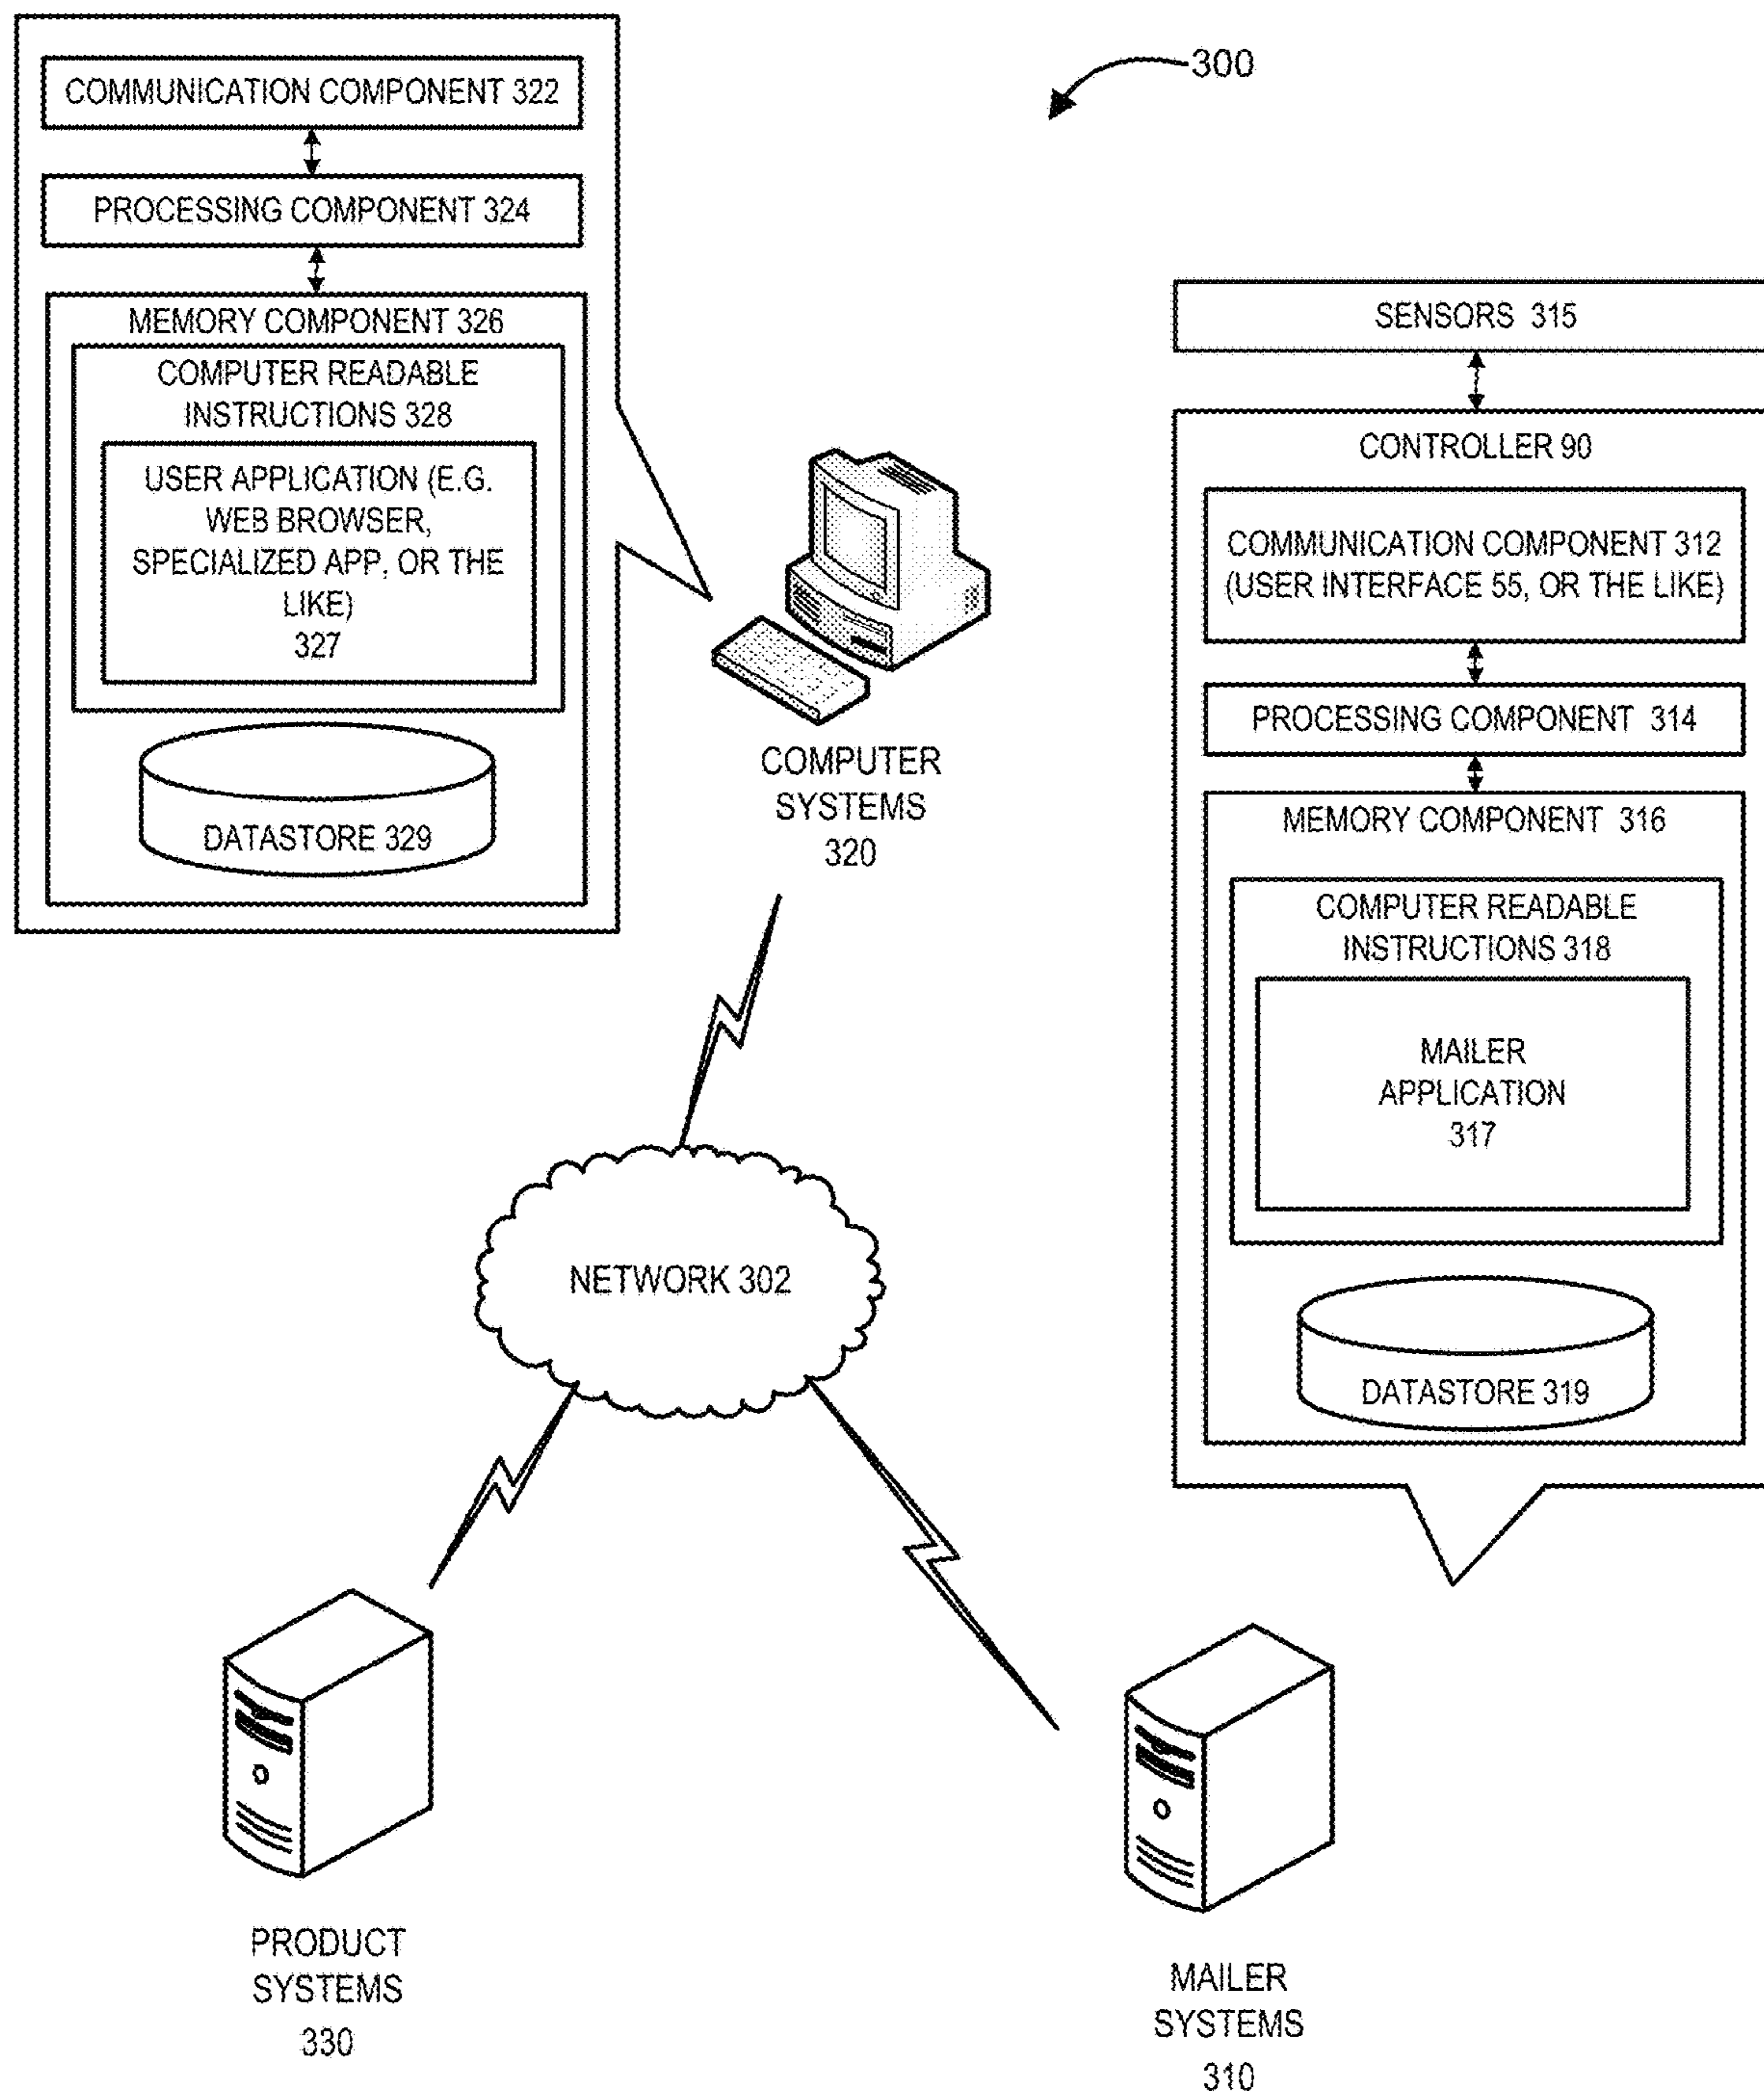 300
COMMUNICATION COMPONENT 322
PROCESSING COMPONENT 324
MEMORY COMPONENT 326
COMPUTER READABLE
INSTRUCTIONS 328
USER APPLICATION (E.G.
WEB BROWSER,
SPECIALIZED APP, OR THE
LIKE)
327
DATASTORE 329
COMPUTER
SYSTEMS
320
SENSORS 315
CONTROLLER 90
COMMUNICATION COMPONENT 312
(USER INTERFACE 55, OR THE LIKE)
PROCESSING COMPONENT 314
MEMORY COMPONENT 316
COMPUTER READABLE
INSTRUCTIONS 318
MAILER
APPLICATION
317
DATASTORE 319
NETWORK 302
PRODUCT
SYSTEMS
330
MAILER
SYSTEMS
310